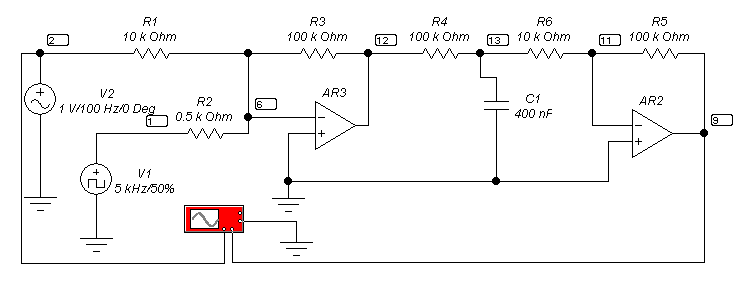 R1
10 k Ohm
R3
100 k Ohm
R4
100 k Ohm
R6
10 k Ohm
R5
100 k Ohm
2
12
13
11
V2
1 V/100 Hz/0 Deg
R2
0.5 k Ohm
1
6
AR3
C1
400 nF
AR2
9
V1
5 kHz/50%